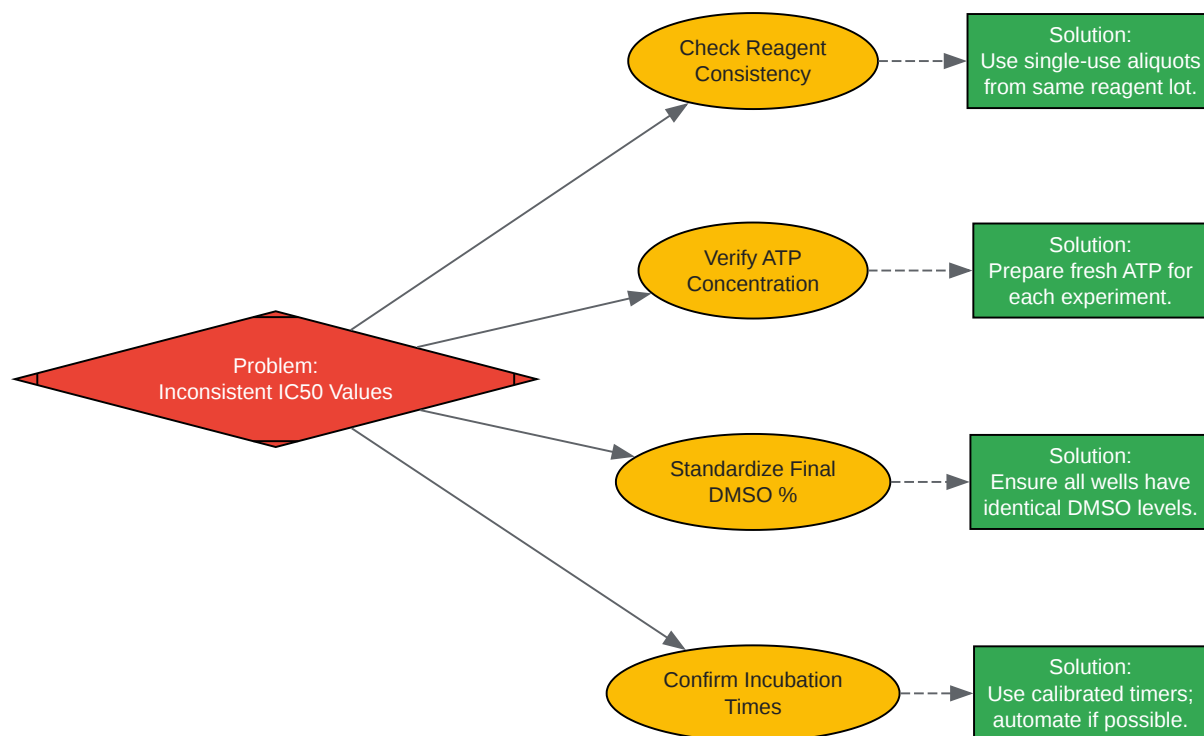 Check Reagent
Consistency
Solution:
Use single-use aliquots
from same reagent lot.
Verify ATP
Concentration
Solution:
Prepare fresh ATP for
each experiment.
Problem:
Inconsistent IC50 Values
Standardize Final
DMSO %
Solution:
Ensure all wells have
identical DMSO levels.
Confirm Incubation
Times
Solution:
Use calibrated timers;
automate if possible.